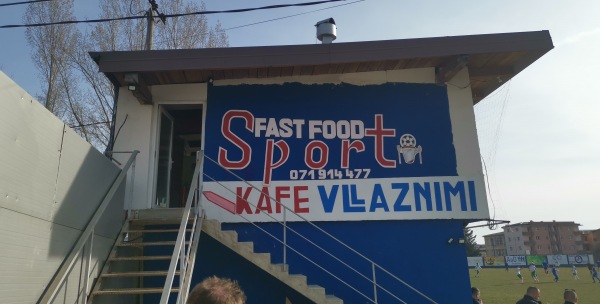 FAST FOOD
Sport
071 914 477
KAFE VLLAZNIMI